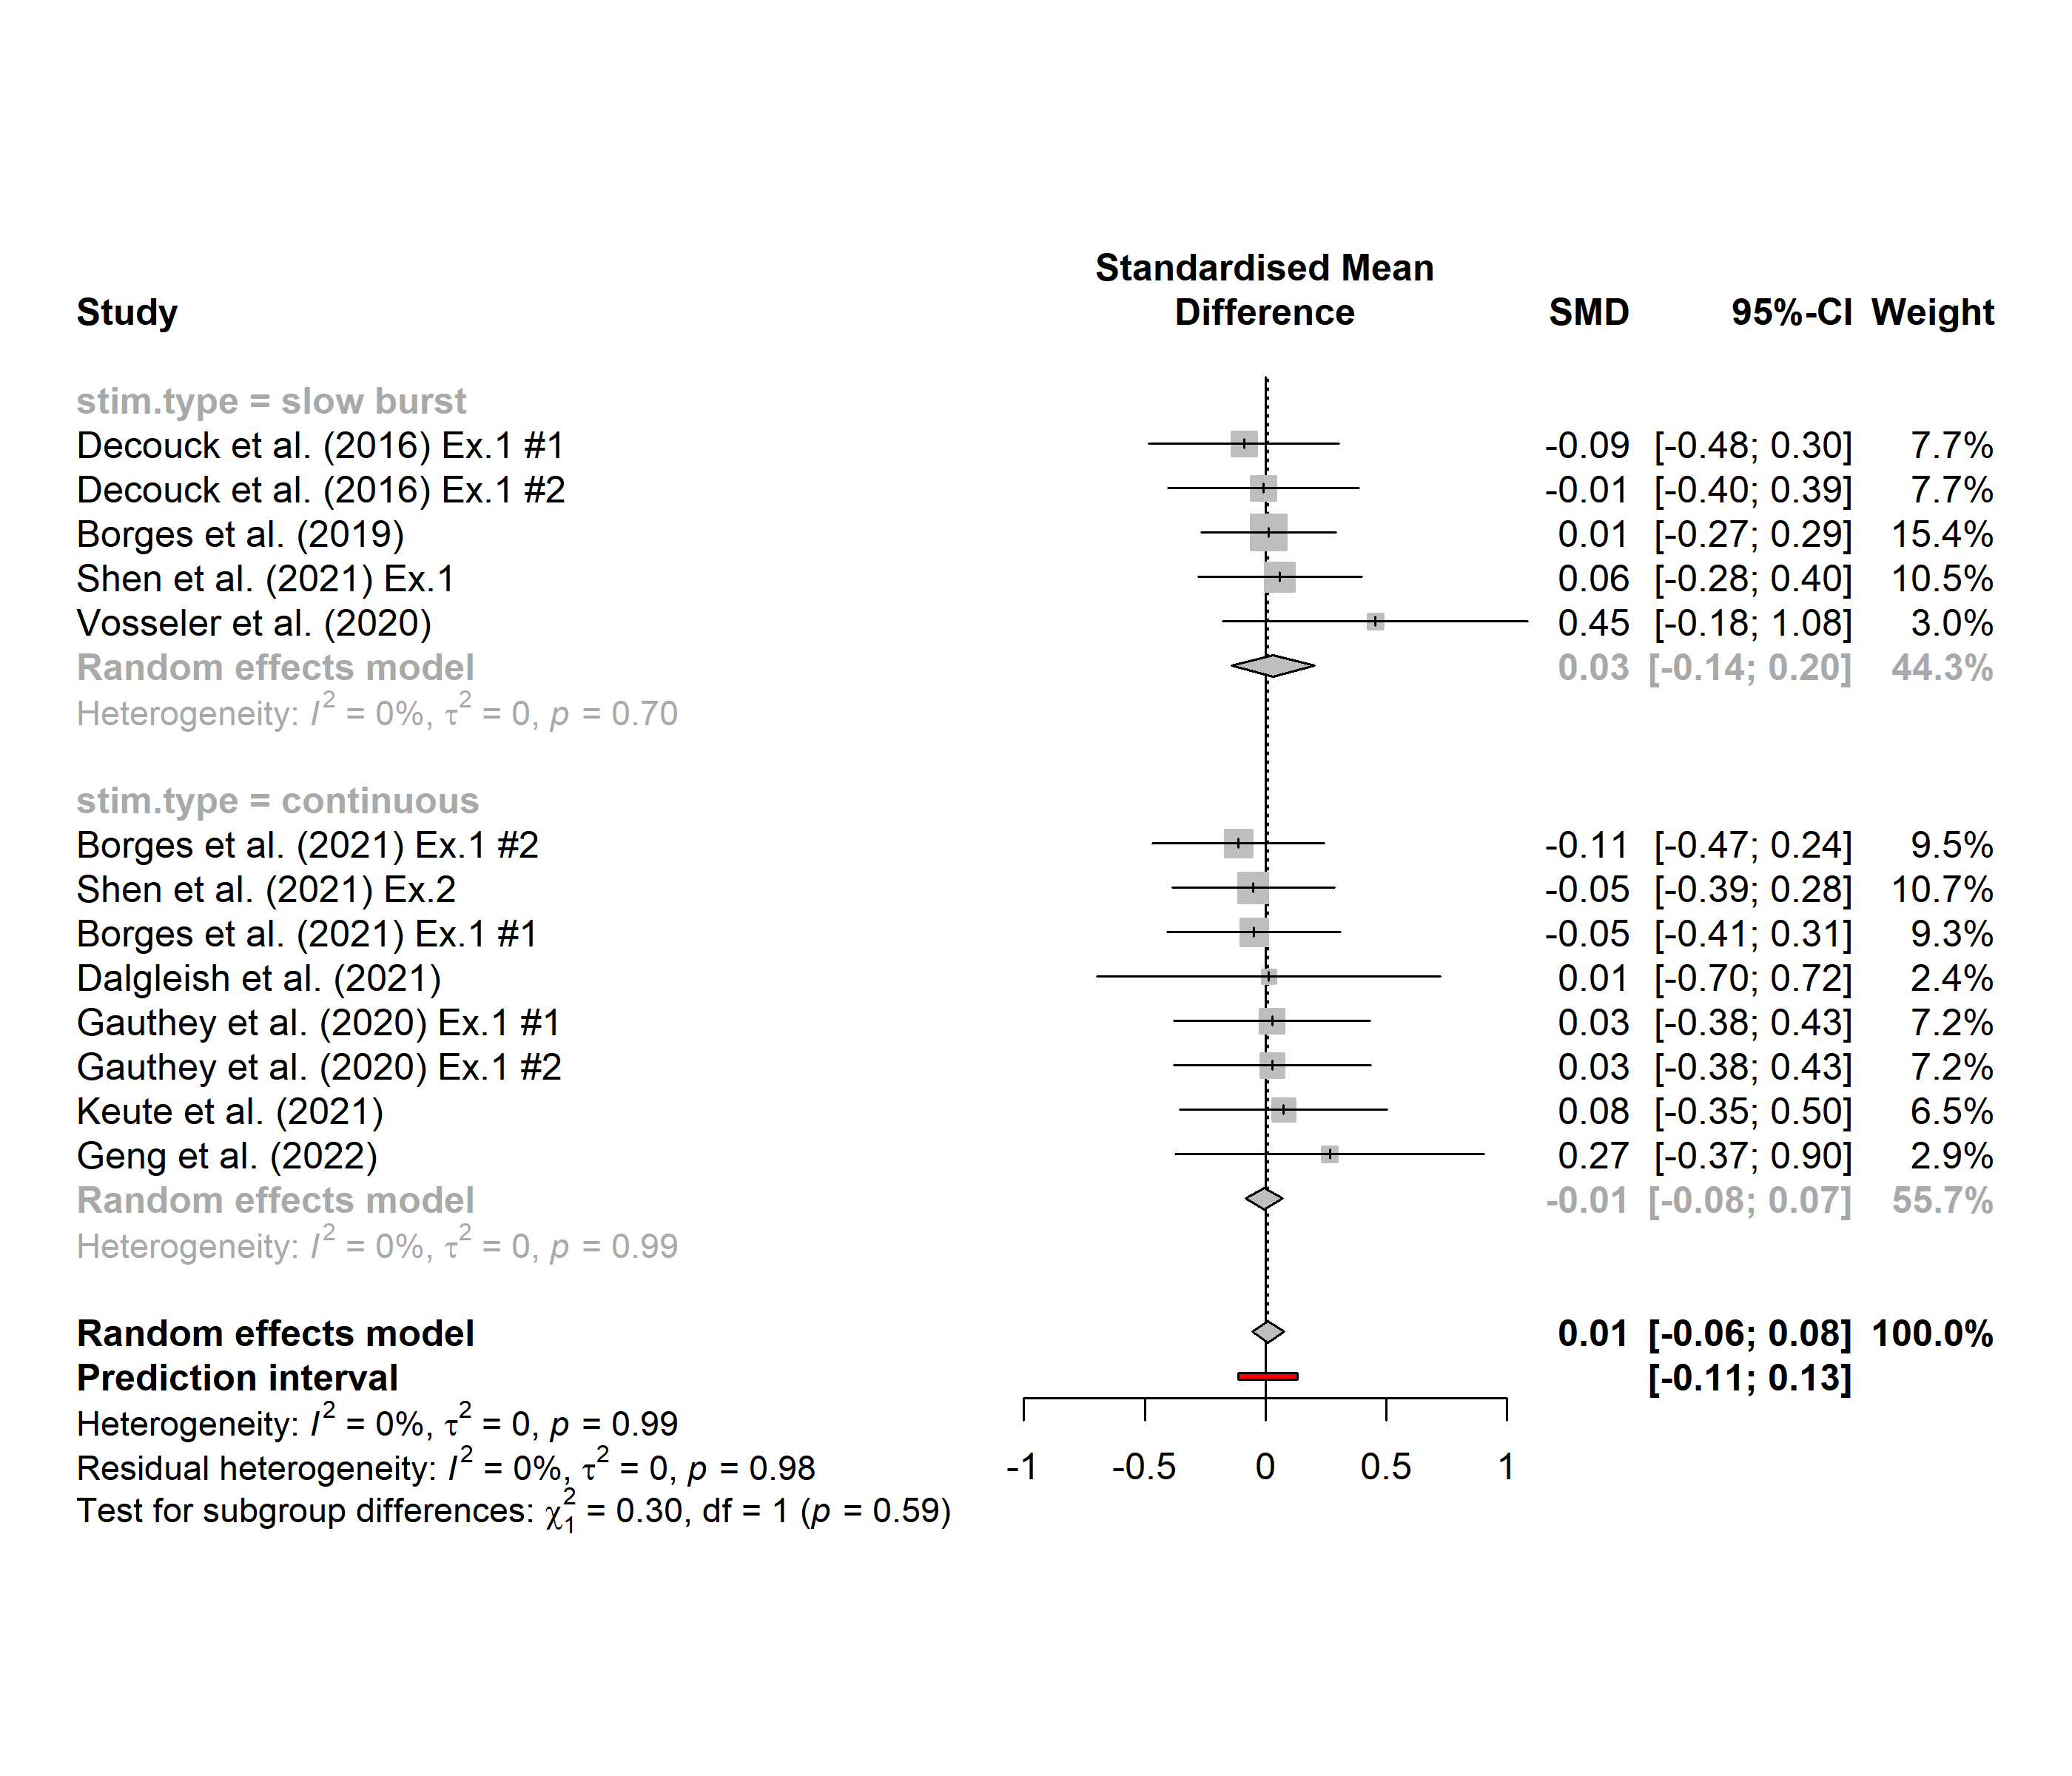 Standardised Mean
Study Difference SMD 95%-CI Weight
stim.type = slow burst
Decouck et al. (2016) Ex.1 #1 -0.09 [-0.48; 0.30] 7.7%
Decouck et al. (2016) Ex.1 #2 -0.01 [-0.40; 0.39] 7.7%
Borges et al. (2019) 0.01 [-0.27; 0.29] 15.4%
Shen et al. (2021) Ex.1 0.06 [-0.28; 0.40] 10.5%
Vosseler et al. (2020) 0.45 [-0.18; 1.08] 3.0%
Random effects model 0.03 [-0.14; 0.20] 44.3%
Heterogeneity: I² = 0%, τ² = 0, p = 0.70
stim.type = continuous
Borges et al. (2021) Ex.1 #2 -0.11 [-0.47; 0.24] 9.5%
Shen et al. (2021) Ex.2 -0.05 [-0.39; 0.28] 10.7%
Borges et al. (2021) Ex.1 #1 -0.05 [-0.41; 0.31] 9.3%
Dalgleish et al. (2021) 0.01 [-0.70; 0.72] 2.4%
Gauthey et al. (2020) Ex.1 #1 0.03 [-0.38; 0.43] 7.2%
Gauthey et al. (2020) Ex.1 #2 0.03 [-0.38; 0.43] 7.2%
Keute et al. (2021) 0.08 [-0.35; 0.50] 6.5%
Geng et al. (2022) 0.27 [-0.37; 0.90] 2.9%
Random effects model -0.01 [-0.08; 0.07] 55.7%
Heterogeneity: I² = 0%, τ² = 0, p = 0.99
Random effects model 0.01 [-0.06; 0.08] 100.0%
Prediction interval [-0.11; 0.13]
Heterogeneity: I² = 0%, τ² = 0, p = 0.99
Residual heterogeneity: I² = 0%, τ² = 0, p = 0.98
-1 -0.5 0 0.5 1
Test for subgroup differences: χ²₁ = 0.30, df = 1 (p = 0.59)